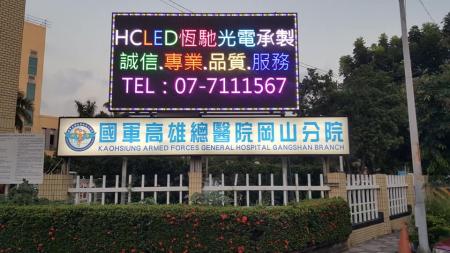 HCLED恆馳光電承製
誠信.專業.品質.服務
TEL：07-7111567
國軍高雄總醫院岡山分院
KAOHSIUNG ARMED FORCES GENERAL HOSPITAL GANGSHAN BRANCH